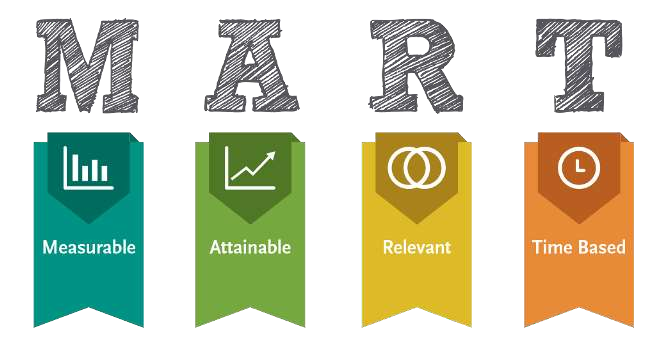 M A R T
Measurable Attainable Relevant Time Based